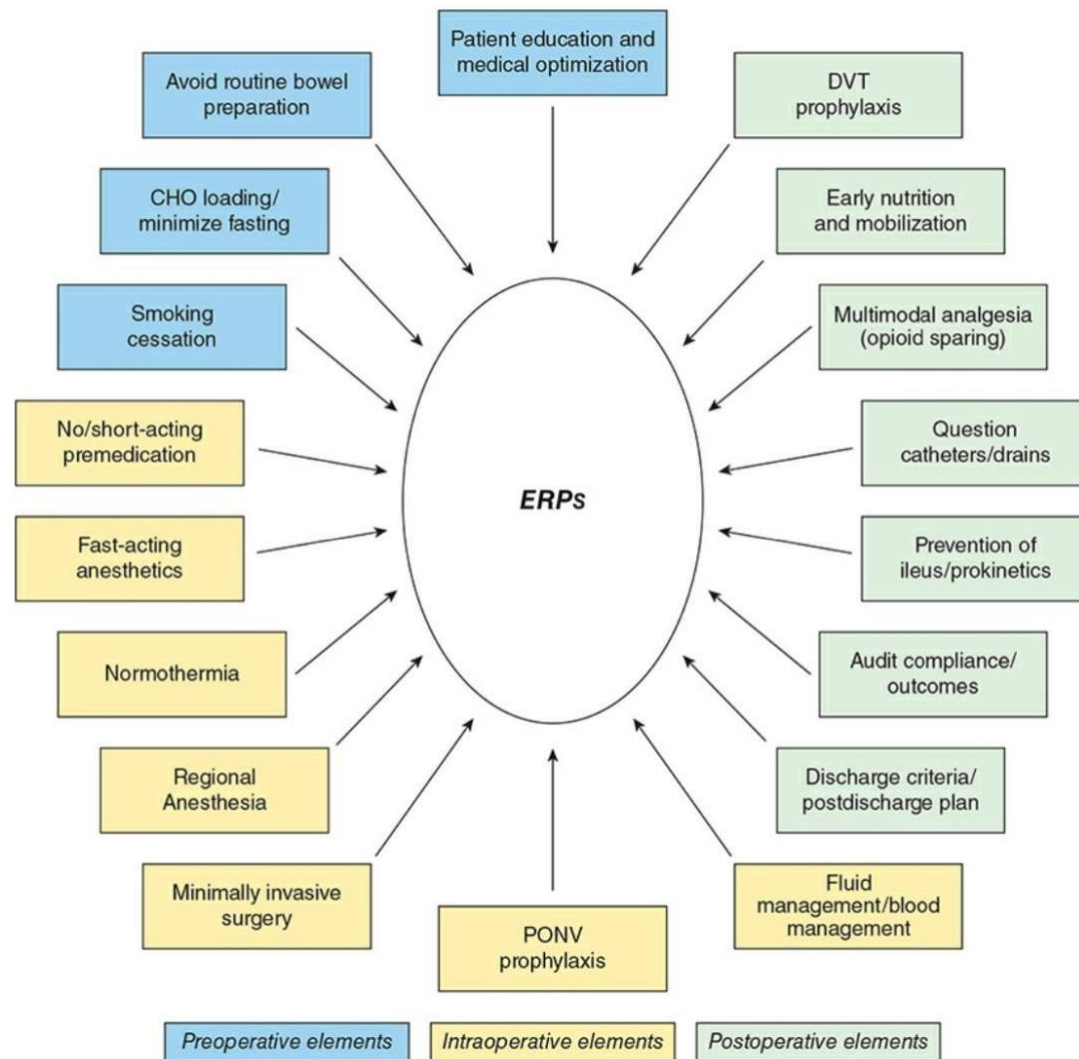 Patient education and
medical optimization
Avoid routine bowel
preparation
DVT
prophylaxis
CHO loading/
minimize fasting
Early nutrition
and mobilization
Smoking
cessation
Multimodal analgesia
(opioid sparing)
No/short-acting
premedication
Question
catheters/drains
ERPs
Fast-acting
anesthetics
Prevention of
ileus/prokinetics
Normothermia
Audit compliance/
outcomes
Regional
Anesthesia
Discharge criteria/
postdischarge plan
Minimally invasive
surgery
Fluid
management/blood
management
PONV
prophylaxis
Preoperative elements
Intraoperative elements
Postoperative elements